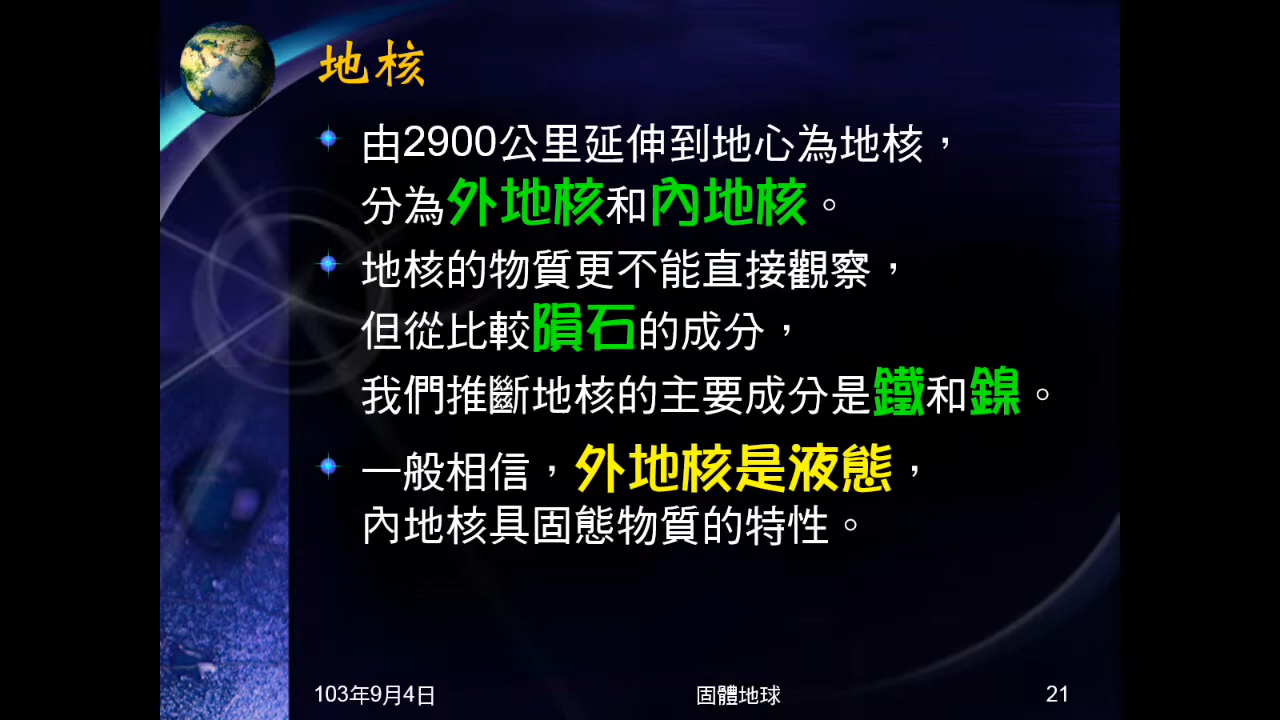 地核
由2900公里延伸到地心為地核，
分為外地核和內地核。
地核的物質更不能直接觀察，
但從比較隕石的成分，
我們推斷地核的主要成分是鐵和鎳。
一般相信，外地核是液態，
內地核具固態物質的特性。
103年9月4日
固體地球
21